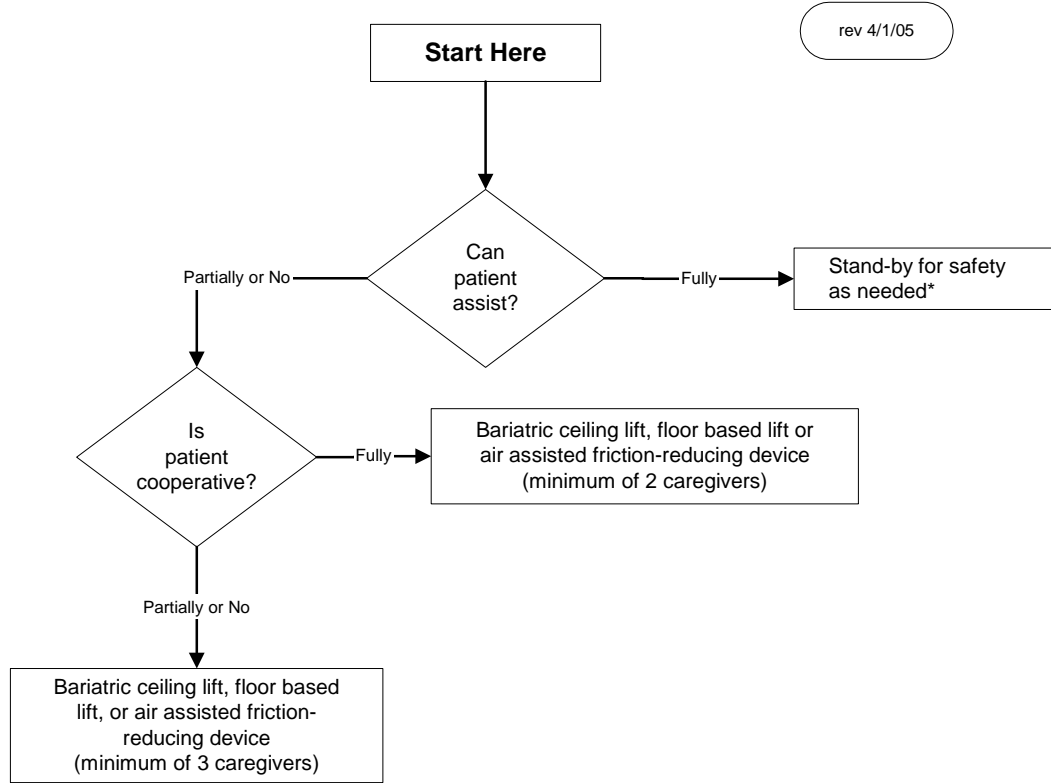 rev 4/1/05
Start Here
Can
patient
assist?
Partially or No
Fully
Stand-by for safety
as needed*
Is
patient
cooperative?
Fully
Bariatric ceiling lift, floor based lift or
air assisted friction-reducing device
(minimum of 2 caregivers)
Partially or No
Bariatric ceiling lift, floor based
lift, or air assisted friction-
reducing device
(minimum of 3 caregivers)